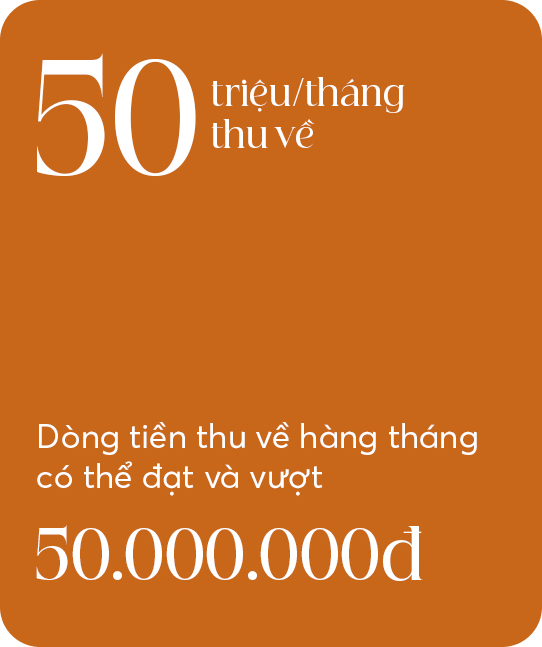 50 triệu/tháng
thu về
Dòng tiền thu về hàng tháng
có thể đạt và vượt
50.000.000đ